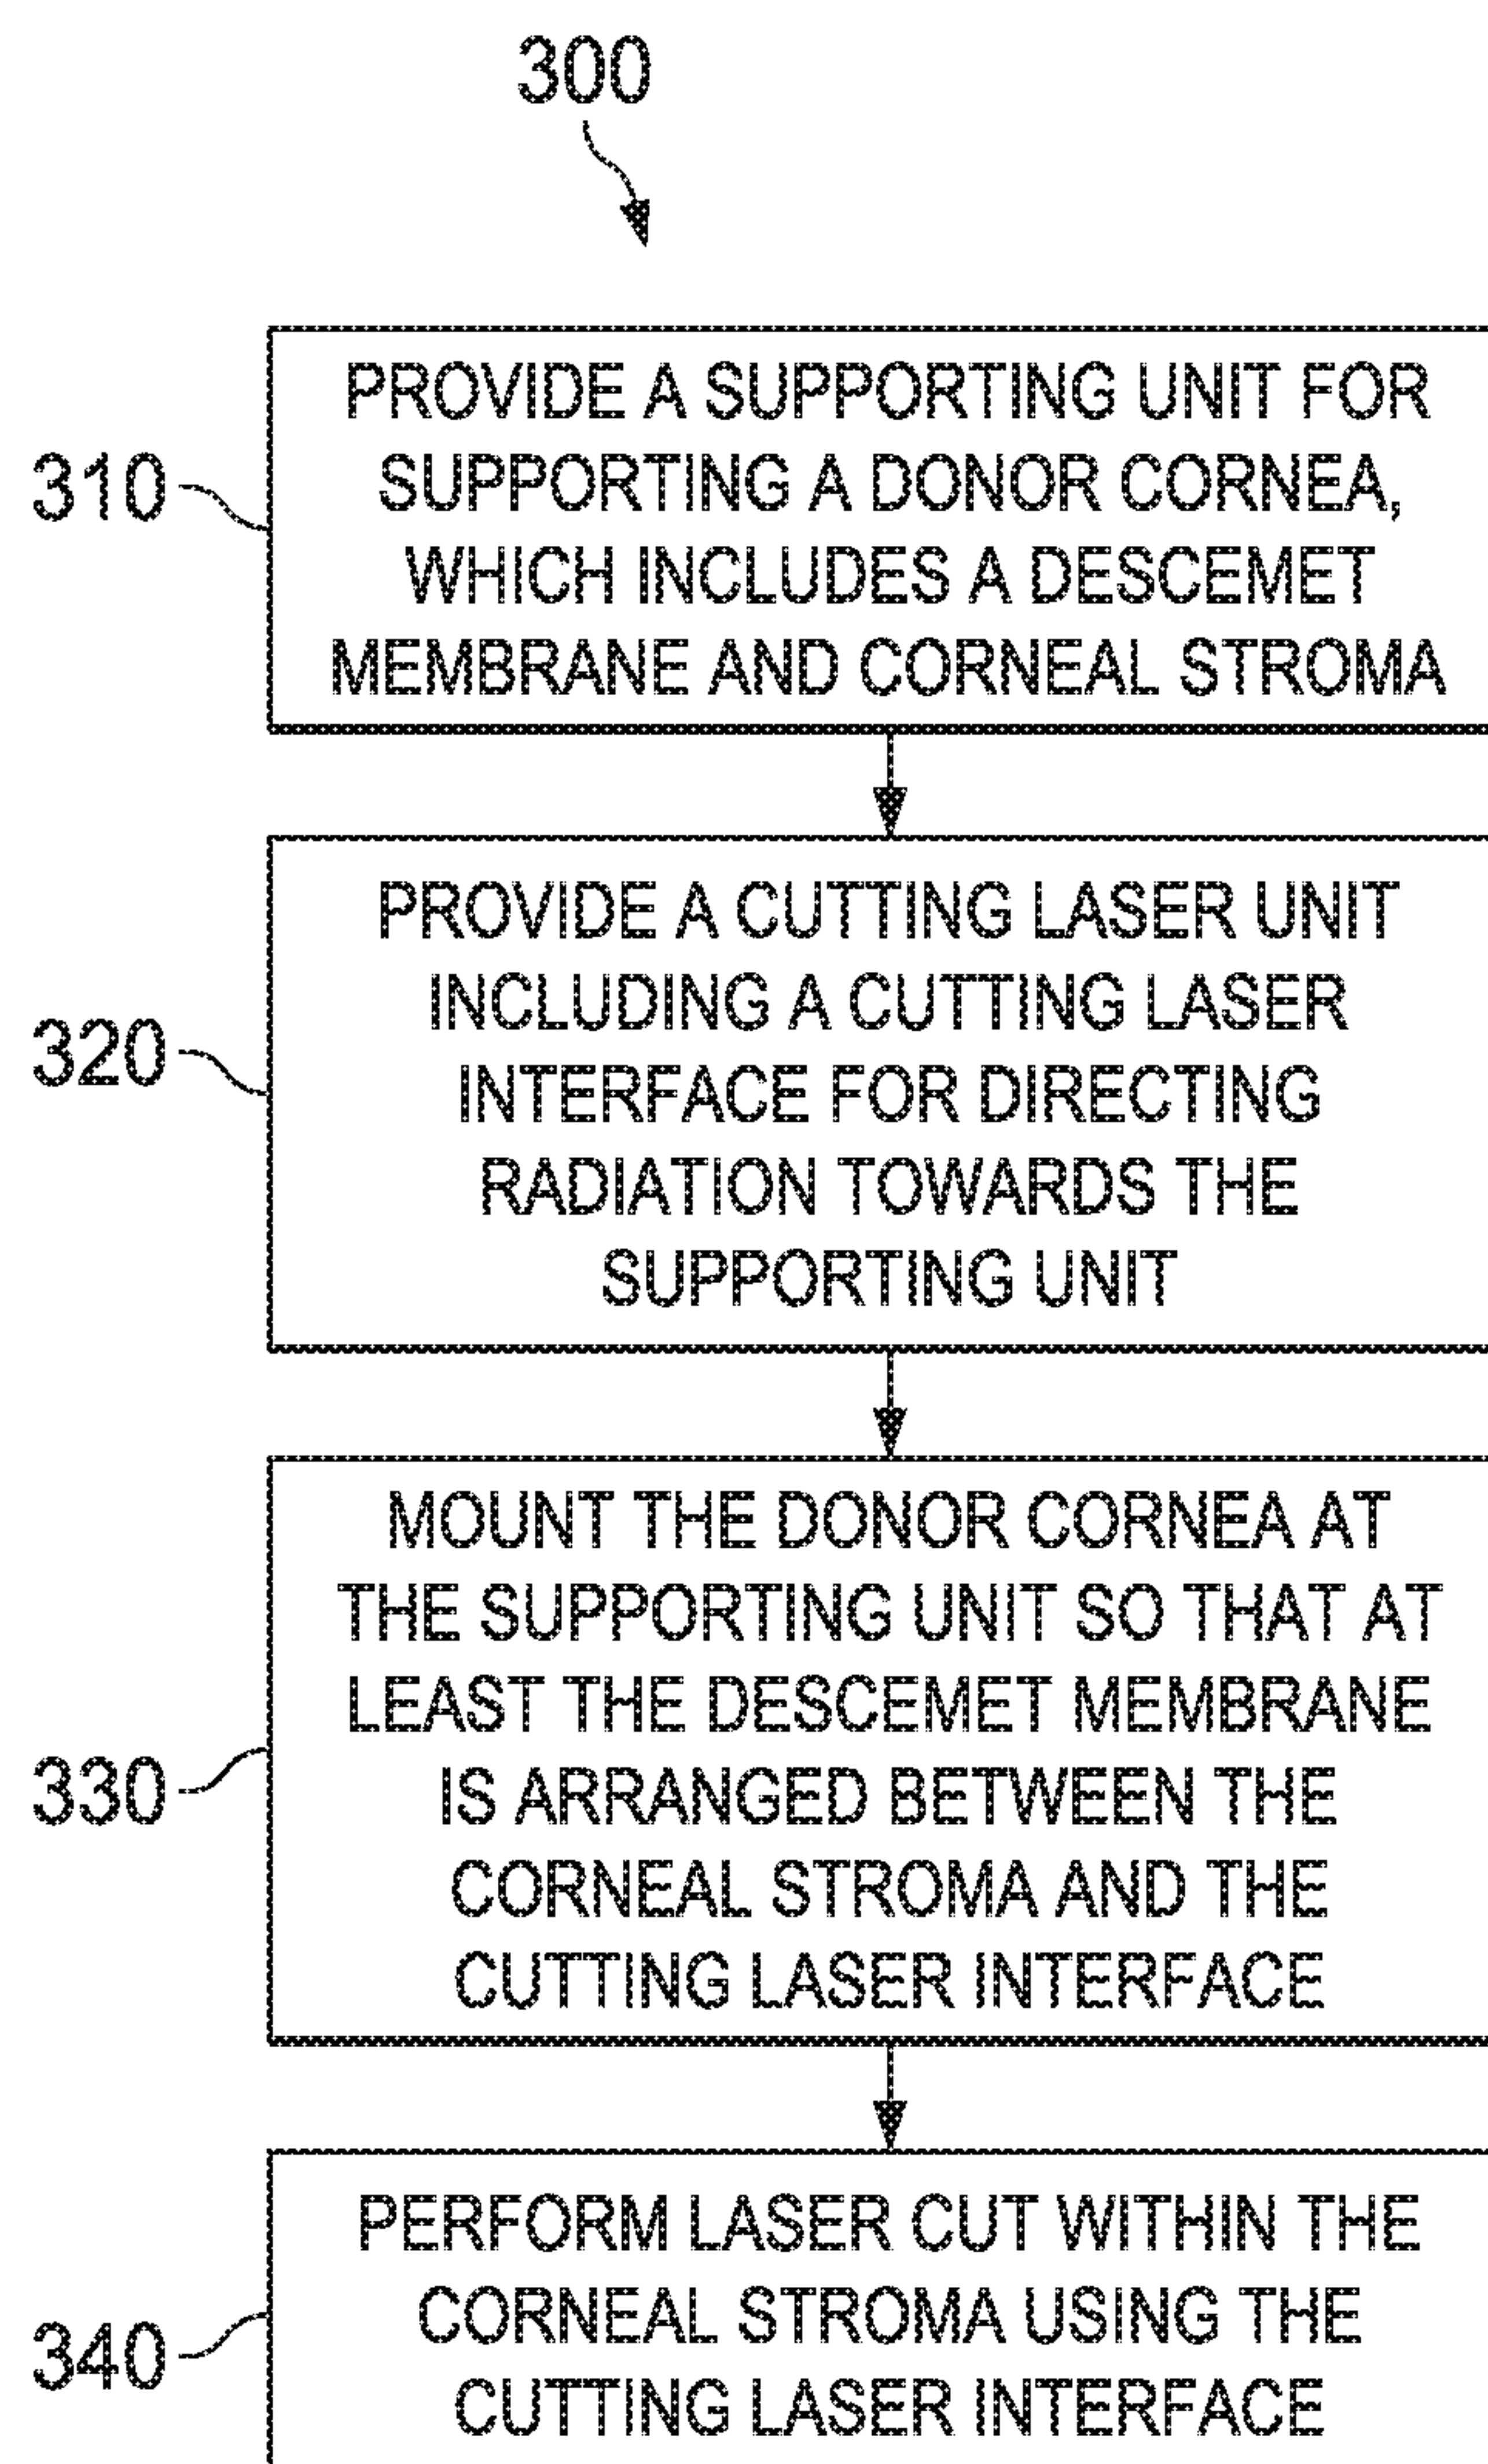 300
310
PROVIDE A SUPPORTING UNIT FOR
SUPPORTING A DONOR CORNEA,
WHICH INCLUDES A DESCEMET
MEMBRANE AND CORNEAL STROMA
320
PROVIDE A CUTTING LASER UNIT
INCLUDING A CUTTING LASER
INTERFACE FOR DIRECTING
RADIATION TOWARDS THE
SUPPORTING UNIT
330
MOUNT THE DONOR CORNEA AT
THE SUPPORTING UNIT SO THAT AT
LEAST THE DESCEMET MEMBRANE
IS ARRANGED BETWEEN THE
CORNEAL STROMA AND THE
CUTTING LASER INTERFACE
340
PERFORM LASER CUT WITHIN THE
CORNEAL STROMA USING THE
CUTTING LASER INTERFACE